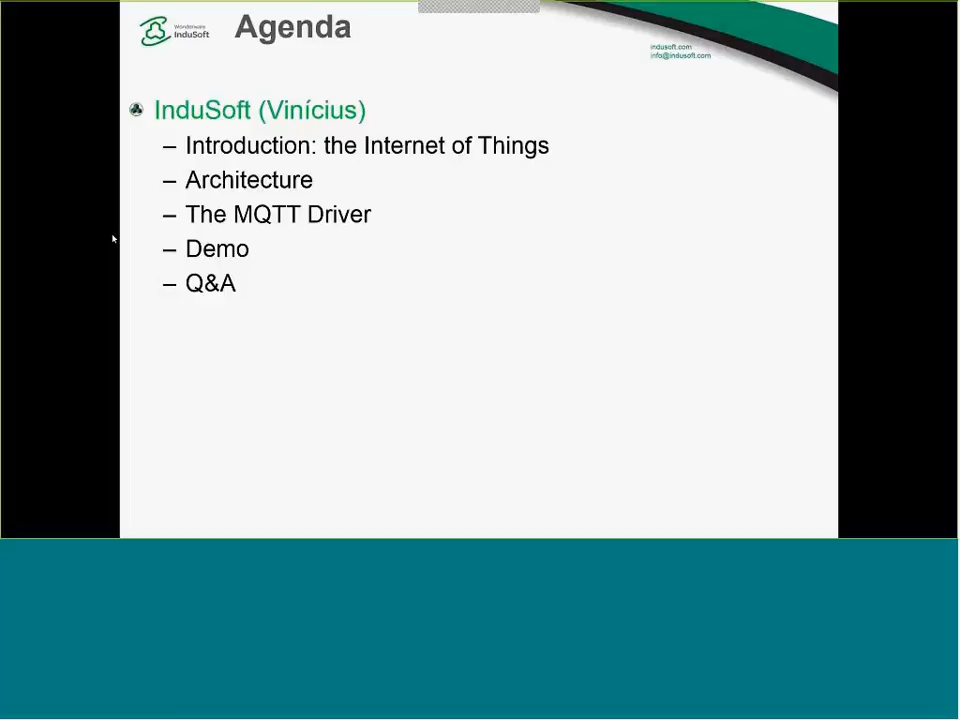 Wonderware
InduSoft
Agenda
indusoft.com
info@indusoft.com
InduSoft (Vinícius)
– Introduction: the Internet of Things
– Architecture
– The MQTT Driver
– Demo
– Q&A